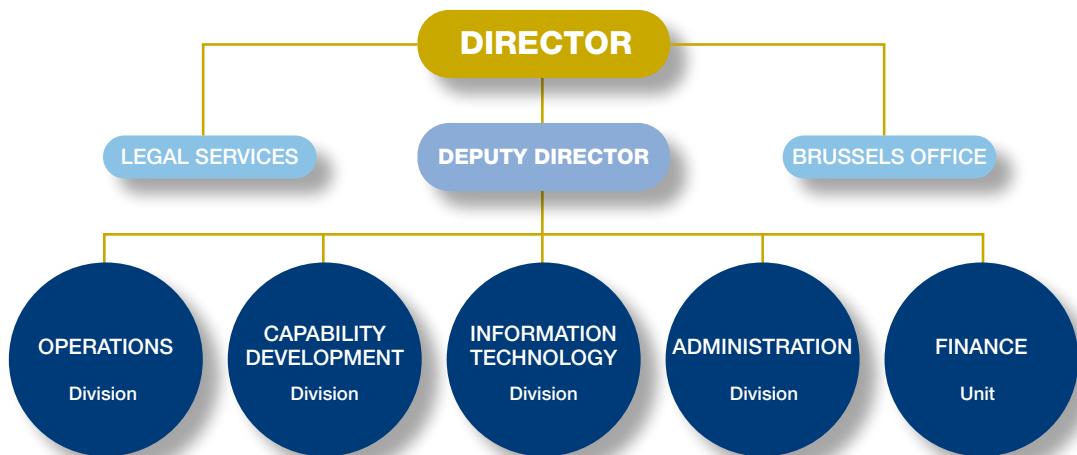 DIRECTOR
LEGAL SERVICES
DEPUTY DIRECTOR
BRUSSELS OFFICE
OPERATIONS
Division
CAPABILITY
DEVELOPMENT
Division
INFORMATION
TECHNOLOGY
Division
ADMINISTRATION
Division
FINANCE
Unit